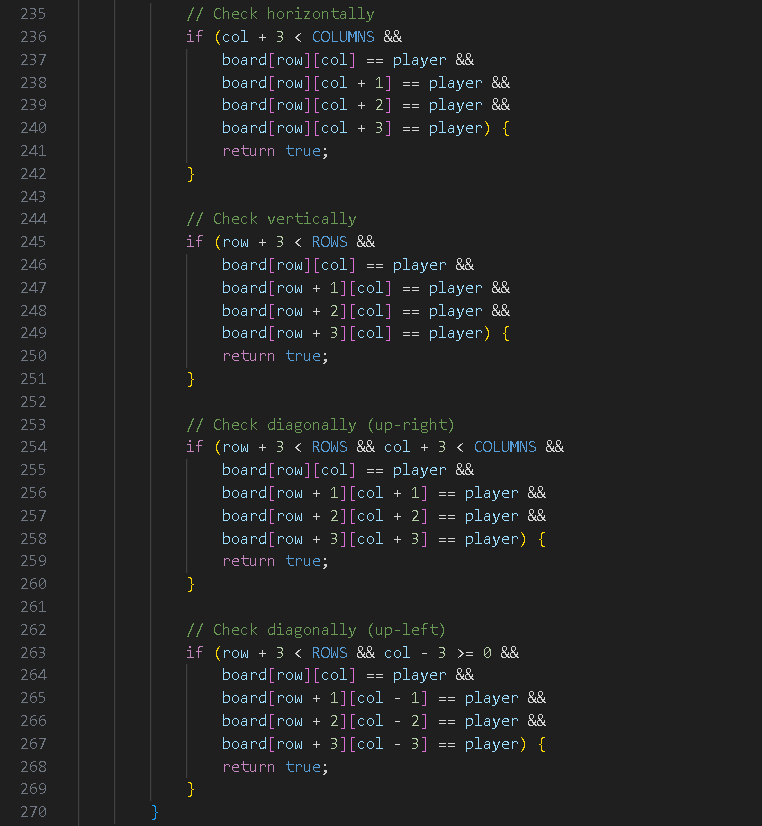 235 // Check horizontally
236 if (col + 3 < COLUMNS &&
237 board[row][col] == player &&
238 board[row][col + 1] == player &&
239 board[row][col + 2] == player &&
240 board[row][col + 3] == player) {
241 return true;
242 }
243
244 // Check vertically
245 if (row + 3 < ROWS &&
246 board[row][col] == player &&
247 board[row + 1][col] == player &&
248 board[row + 2][col] == player &&
249 board[row + 3][col] == player) {
250 return true;
251 }
252
253 // Check diagonally (up-right)
254 if (row + 3 < ROWS && col + 3 < COLUMNS &&
255 board[row][col] == player &&
256 board[row + 1][col + 1] == player &&
257 board[row + 2][col + 2] == player &&
258 board[row + 3][col + 3] == player) {
259 return true;
260 }
261
262 // Check diagonally (up-left)
263 if (row + 3 < ROWS && col - 3 >= 0 &&
264 board[row][col] == player &&
265 board[row + 1][col - 1] == player &&
266 board[row + 2][col - 2] == player &&
267 board[row + 3][col - 3] == player) {
268 return true;
269 }
270 }